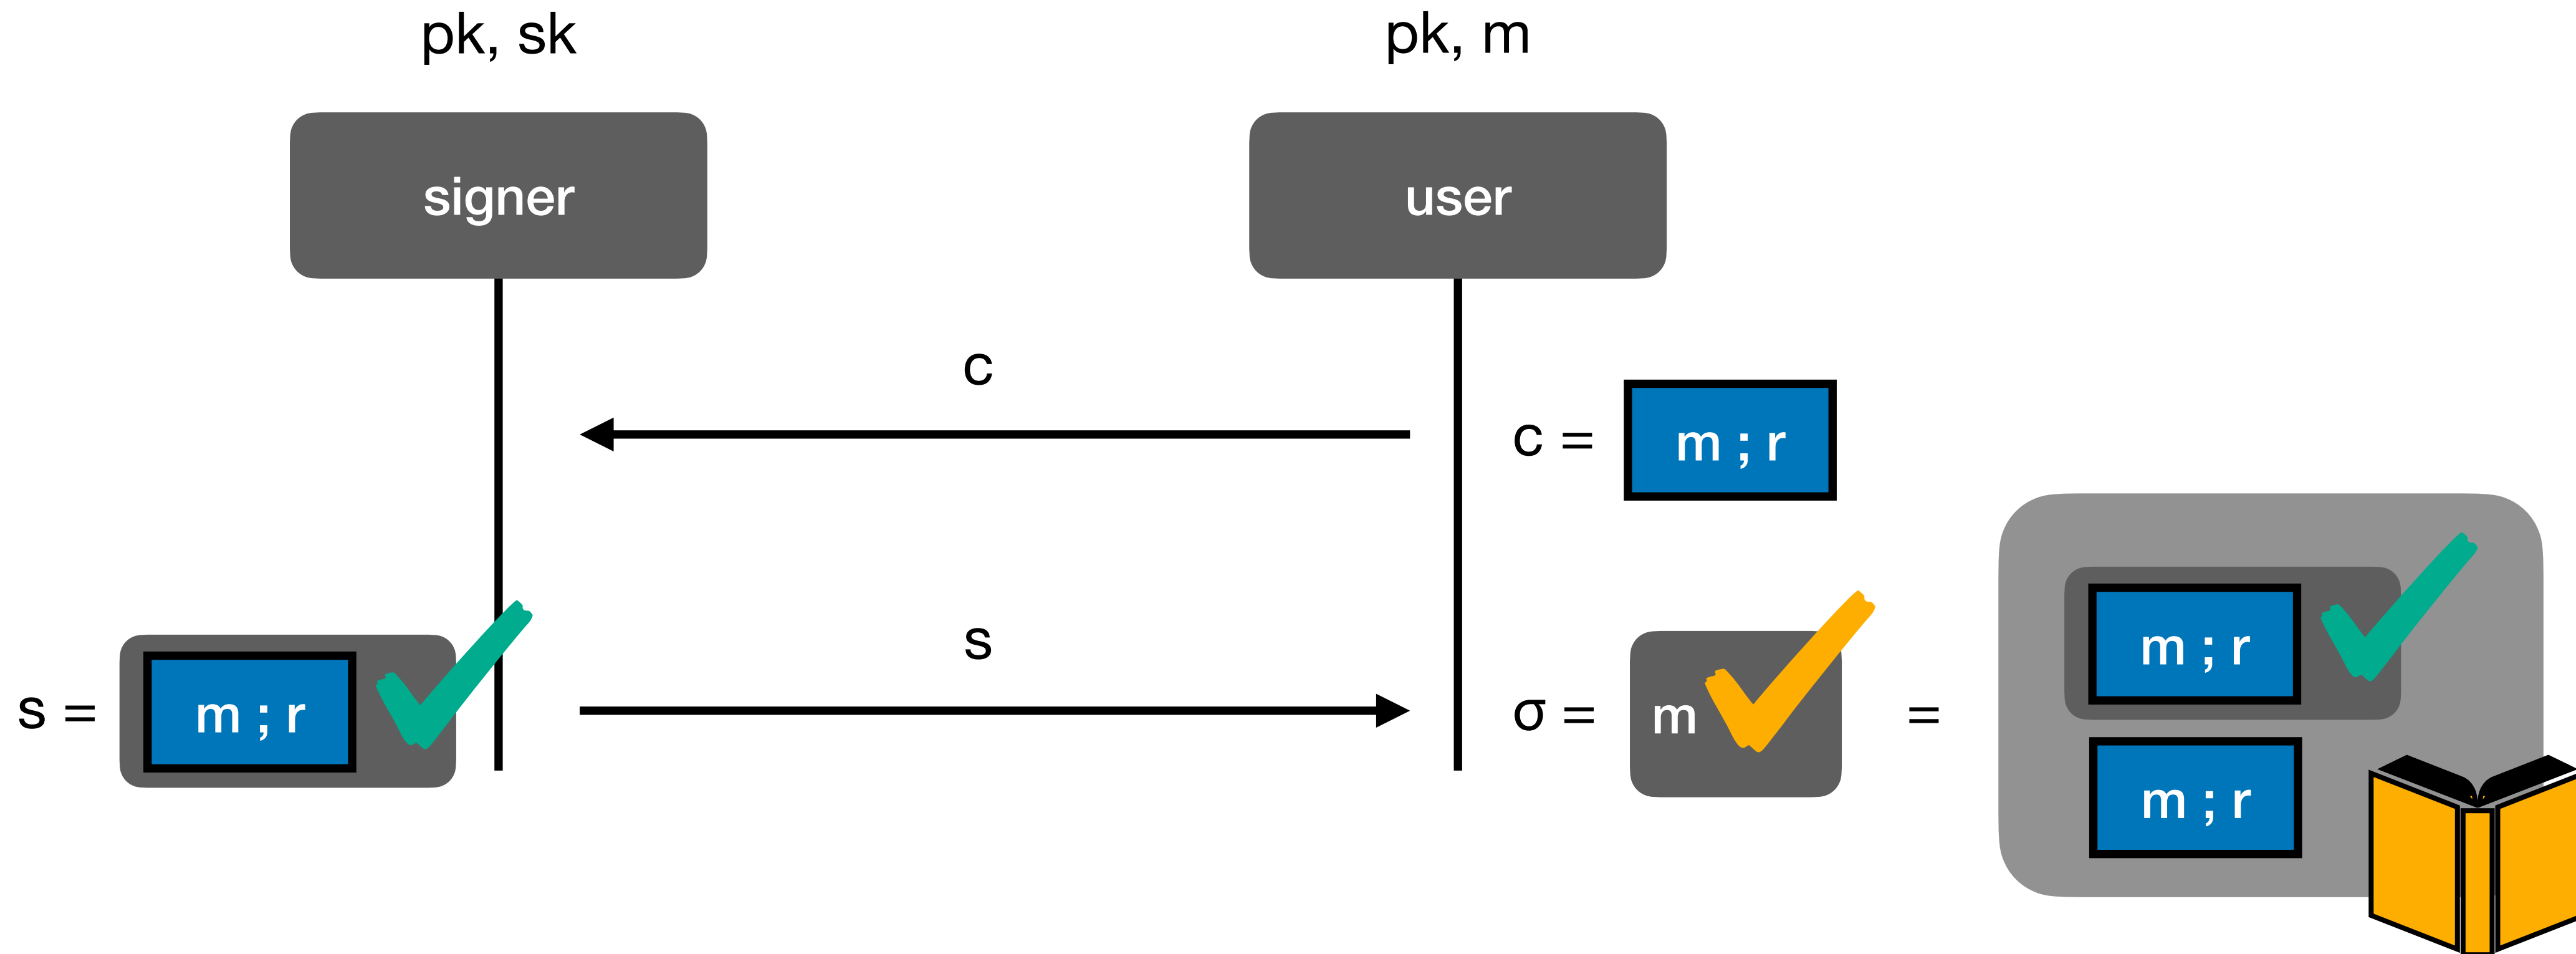 pk, sk
pk, m
signer
user
c
c = m ; r
s
s = m ; r
σ = m = m ; r
m ; r